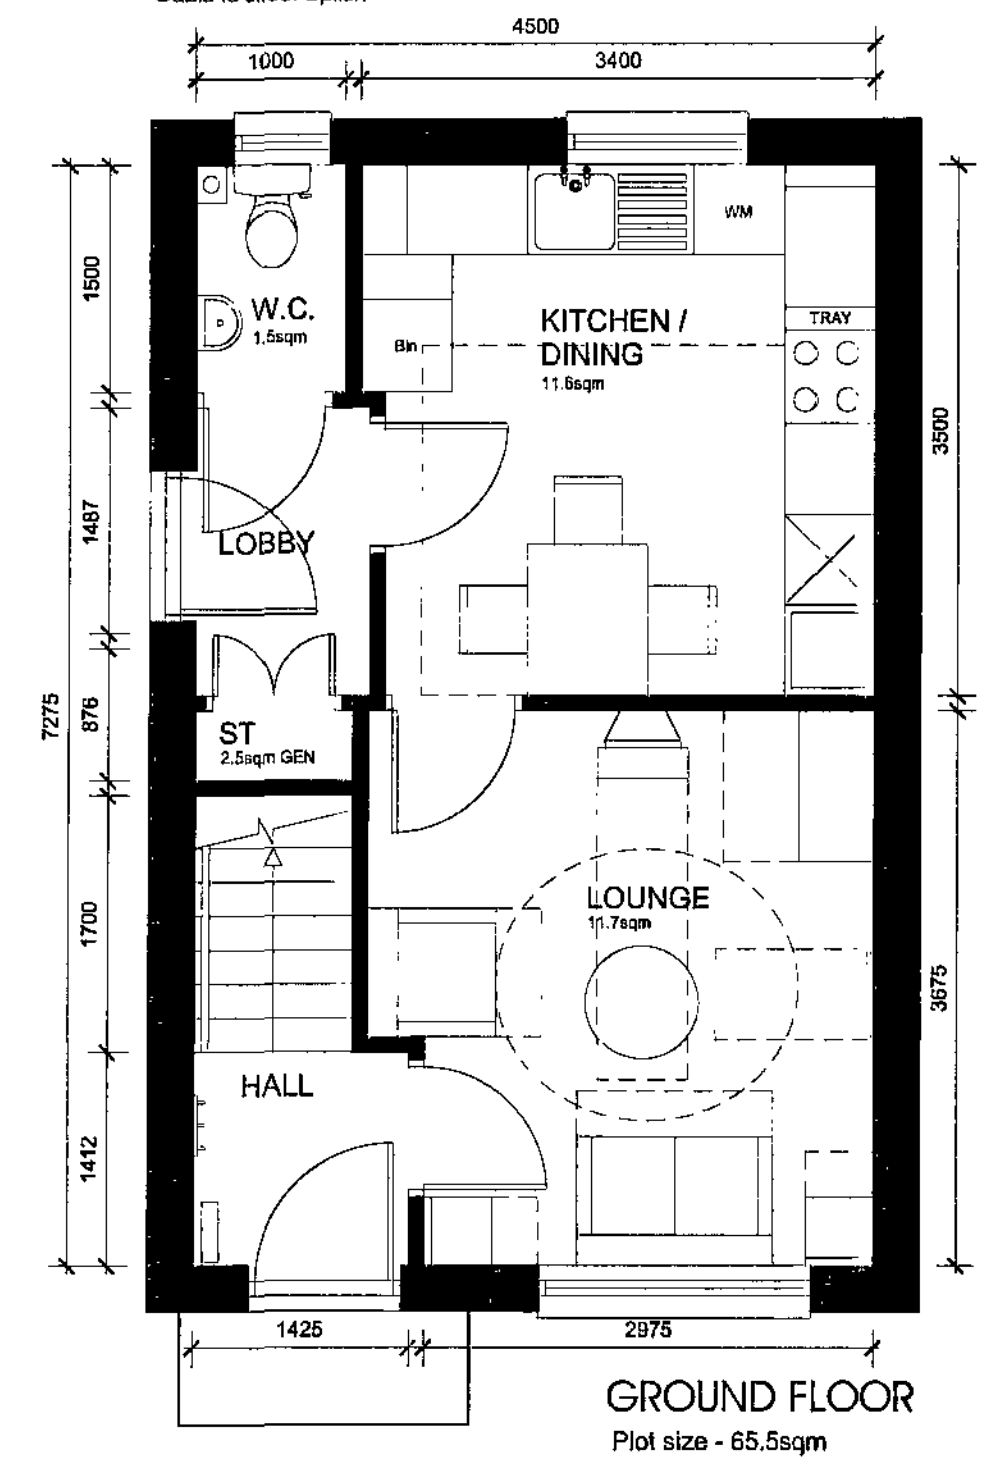 4500
1000
3400
WM
1500
W.C.
1.5sqm
KITCHEN /
DINING
11.6sqm
TRAY
Bin
3500
1487
LOBBY
7275
876
ST
2.5sqm GEN
1700
LOUNGE
11.7sqm
3675
HALL
1412
1425
2975
GROUND FLOOR
Plot size - 65.5sqm